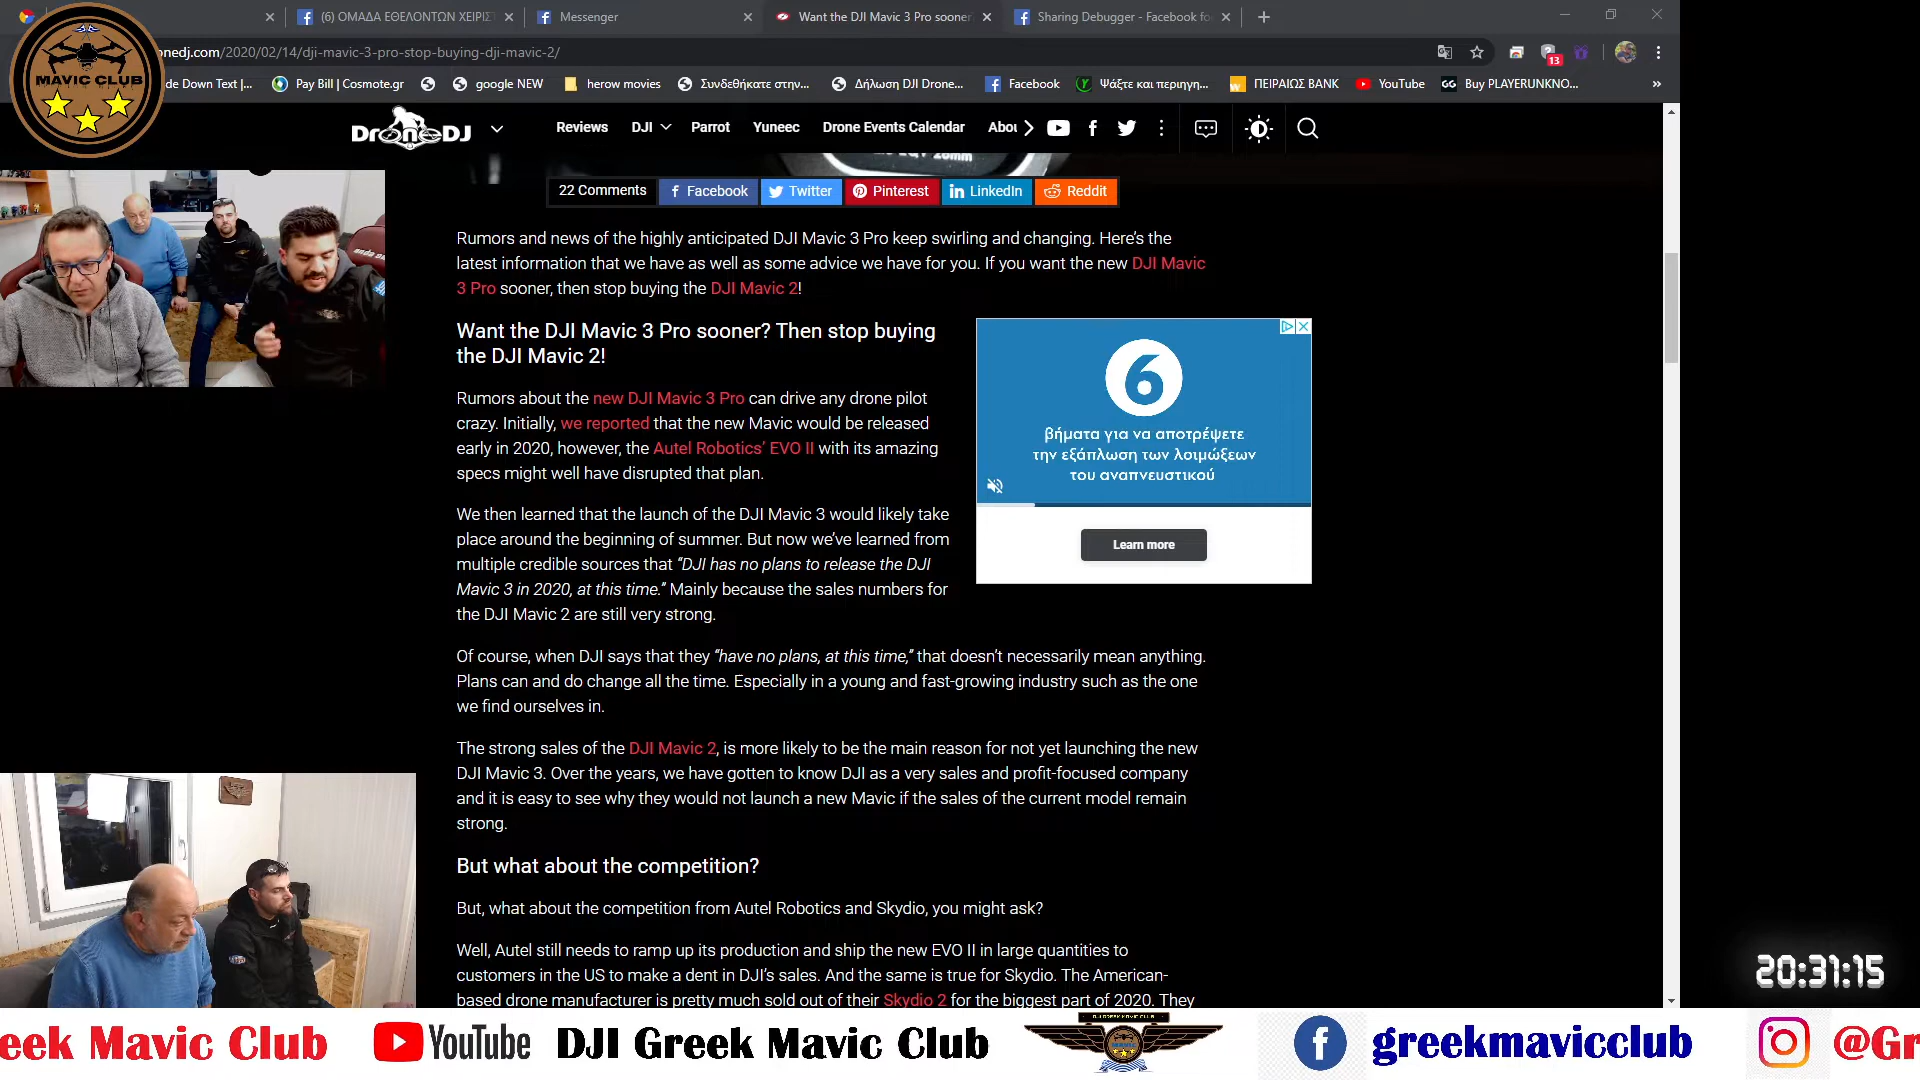 (6) ΟΜΑΔΑ ΕΘΕΛΟΝΤΩΝ ΧΕΙΡΙΣΤ
Messenger
Want the DJI Mavic 3 Pro sooner
Sharing Debugger - Facebook fo
onedj.com/2020/02/14/dji-mavic-3-pro-stop-buying-dji-mavic-2/
13
MAVIC CLUB
de Down Text |...
Pay Bill | Cosmote.gr
google NEW
herow movies
Συνδεθήκατε στην...
Δήλωση DJI Drone...
Facebook
Ψάξτε και περιηγη...
ΠΕΙΡΑΙΩΣ BANK
YouTube
GG Buy PLAYERUNKNO...
»
DroneDJ
Reviews
DJI
Parrot
Yuneec
Drone Events Calendar
Abou
22 Comments
Facebook
Twitter
Pinterest
LinkedIn
Reddit
Rumors and news of the highly anticipated DJI Mavic 3 Pro keep swirling and changing. Here's the
latest information that we have as well as some advice we have for you. If you want the new DJI Mavic
3 Pro sooner, then stop buying the DJI Mavic 2!
Want the DJI Mavic 3 Pro sooner? Then stop buying
the DJI Mavic 2!
Rumors about the new DJI Mavic 3 Pro can drive any drone pilot
crazy. Initially, we reported that the new Mavic would be released
early in 2020, however, the Autel Robotics' EVO II with its amazing
specs might well have disrupted that plan.
We then learned that the launch of the DJI Mavic 3 would likely take
place around the beginning of summer. But now we've learned from
multiple credible sources that “DJI has no plans to release the DJI
Mavic 3 in 2020, at this time.” Mainly because the sales numbers for
the DJI Mavic 2 are still very strong.
6
βήματα για να αποτρέψετε
την εξάπλωση των λοιμώξεων
του αναπνευστικού
Learn more
Of course, when DJI says that they “have no plans, at this time,” that doesn't necessarily mean anything.
Plans can and do change all the time. Especially in a young and fast-growing industry such as the one
we find ourselves in.
The strong sales of the DJI Mavic 2, is more likely to be the main reason for not yet launching the new
DJI Mavic 3. Over the years, we have gotten to know DJI as a very sales and profit-focused company
and it is easy to see why they would not launch a new Mavic if the sales of the current model remain
strong.
But what about the competition?
But, what about the competition from Autel Robotics and Skydio, you might ask?
Well, Autel still needs to ramp up its production and ship the new EVO II in large quantities to
customers in the US to make a dent in DJI's sales. And the same is true for Skydio. The American-
based drone manufacturer is pretty much sold out of their Skydio 2 for the biggest part of 2020. They
20:31:15
eek Mavic Club
YouTube
DJI Greek Mavic Club
DJI GREEK MAVIC CLUB
greekmavicclub
@Gr